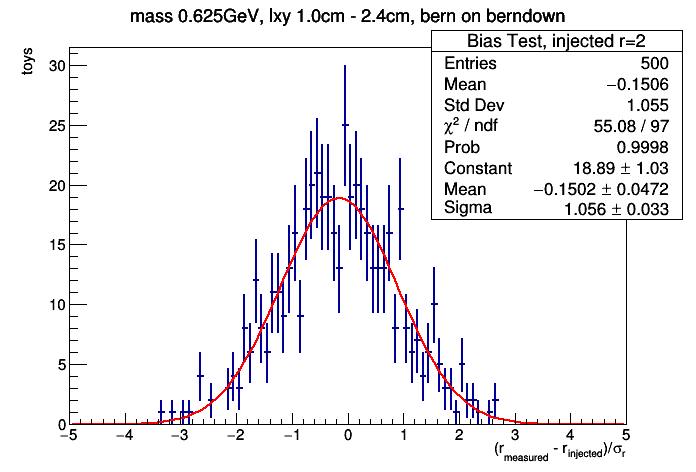 mass 0.625GeV, lxy 1.0cm - 2.4cm, bern on berndown
toys
Bias Test, injected r=2
Entries 500
Mean −0.1506
Std Dev 1.055
χ² / ndf 55.08 / 97
Prob 0.9998
Constant 18.89 ± 1.03
Mean −0.1502 ± 0.0472
Sigma 1.056 ± 0.033
30
25
20
15
10
5
0
−5 −4 −3 −2 −1 0 1 2 3 4 5
(r_measured - r_injected)/σ_r